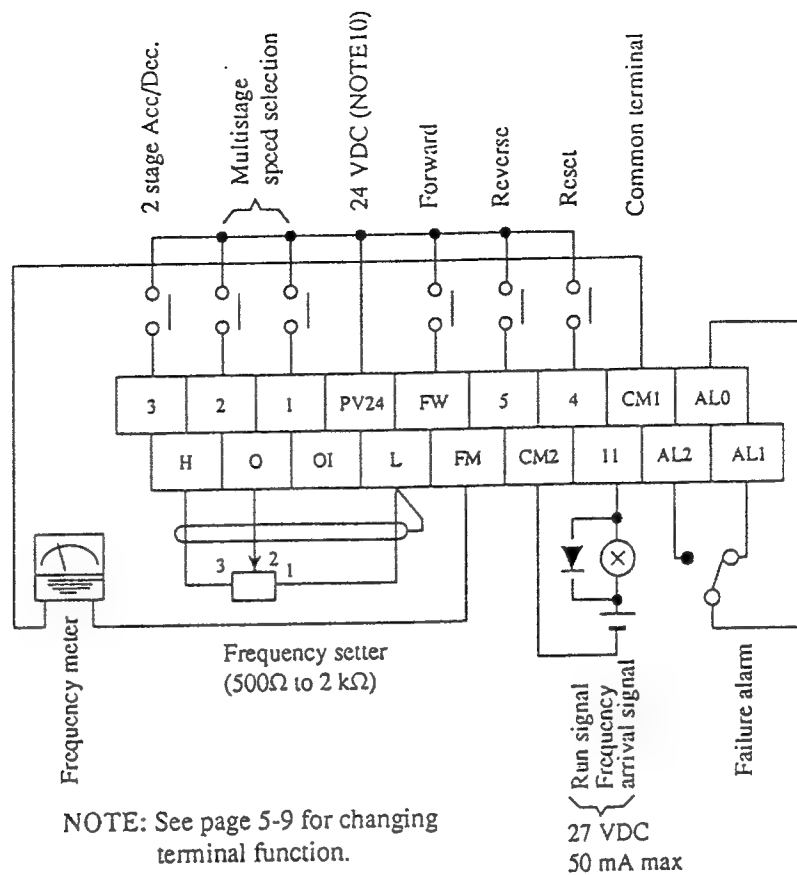 2 stage Acc/Dec.
Multistage
speed selection
24 VDC (NOTE10)
Forward
Reverse
Reset
Common terminal
3
2
1
PV24
FW
5
4
CM1
AL0
H
O
OI
L
FM
CM2
11
AL2
AL1
3
2
1
Frequency meter
Frequency setter
(500Ω to 2 kΩ)
Run signal
Frequency
arrival signal
Failure alarm
27 VDC
50 mA max
NOTE: See page 5-9 for changing
terminal function.